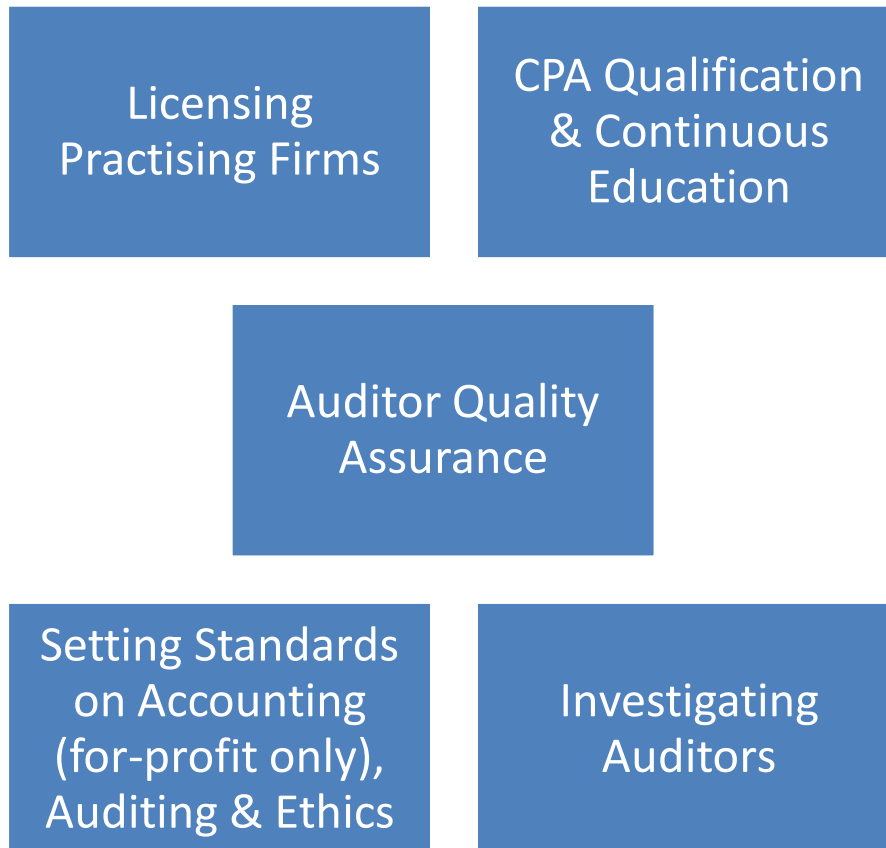 Licensing
Practising Firms
CPA Qualification
& Continuous
Education
Auditor Quality
Assurance
Setting Standards
on Accounting
(for-profit only),
Auditing & Ethics
Investigating
Auditors